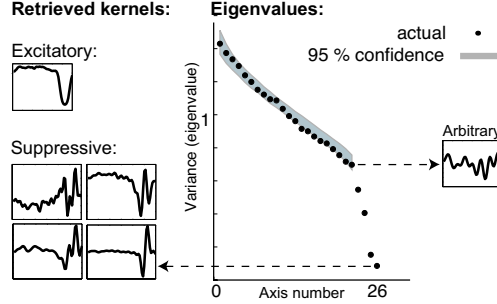 Retrieved kernels:
Excitatory:
Suppressive:
Eigenvalues:
actual
95 % confidence
Variance (eigenvalue)
1
Arbitrary
0
Axis number
26